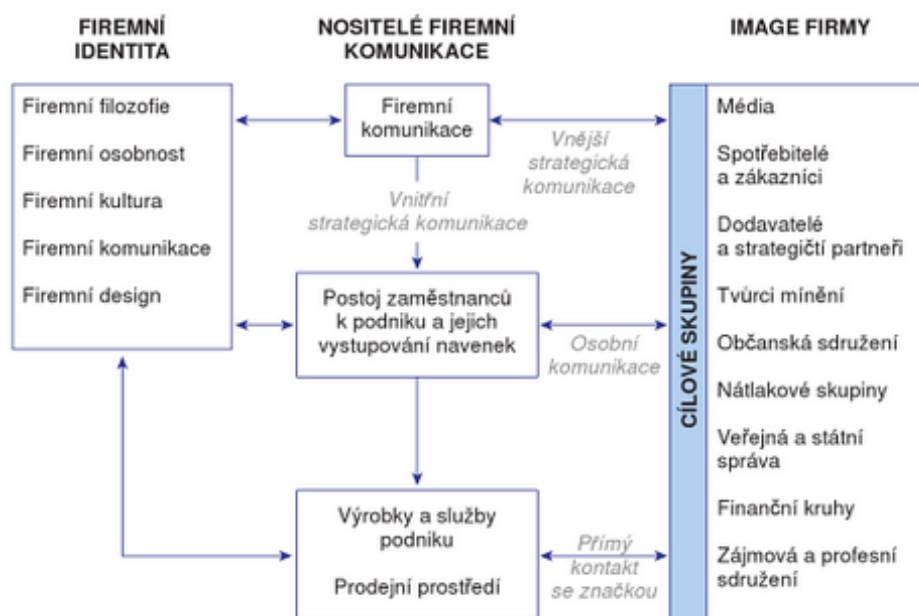 FIREMNÍ
IDENTITA
NOSITELÉ FIREMNÍ
KOMUNIKACE
IMAGE FIRMY
Firemní filozofie
Firemní osobnost
Firemní kultura
Firemní komunikace
Firemní design
Firemní
komunikace
Vnější
strategická
komunikace
Vnitřní
strategická komunikace
Postoj zaměstnanců
k podniku a jejich
vystupování navenek
Osobní
komunikace
Výrobky a služby
podniku
Prodejní prostředí
Přímý
kontakt
se značkou
CÍLOVÉ SKUPINY
Média
Spotřebitelé
a zákazníci
Dodavatelé
a strategičtí partneři
Tvůrci mínění
Občanská sdružení
Nátlakové skupiny
Veřejná a státní
správa
Finanční kruhy
Zájmová a profesní
sdružení